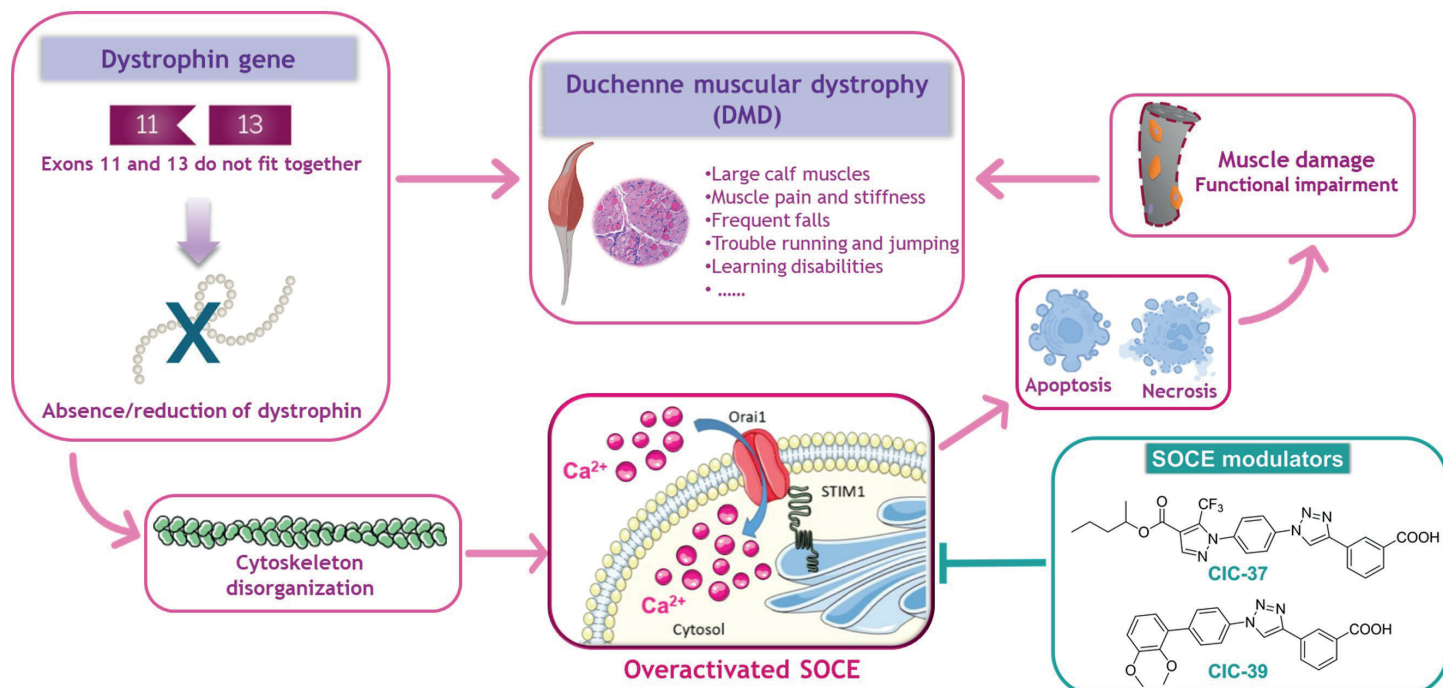 Dystrophin gene
11
13
Exons 11 and 13 do not fit together
X
Absence/reduction of dystrophin
Duchenne muscular dystrophy
(DMD)
•Large calf muscles
•Muscle pain and stiffness
•Frequent falls
•Trouble running and jumping
•Learning disabilities
• ......
Muscle damage
Functional impairment
Apoptosis
Necrosis
Cytoskeleton
disorganization
Orai1
Ca²⁺
STIM1
Ca²⁺
Cytosol
Overactivated SOCE
SOCE modulators
O
O
CF₃
N
N
N
N
N
COOH
CIC-37
N
N
N
COOH
O
O
CIC-39